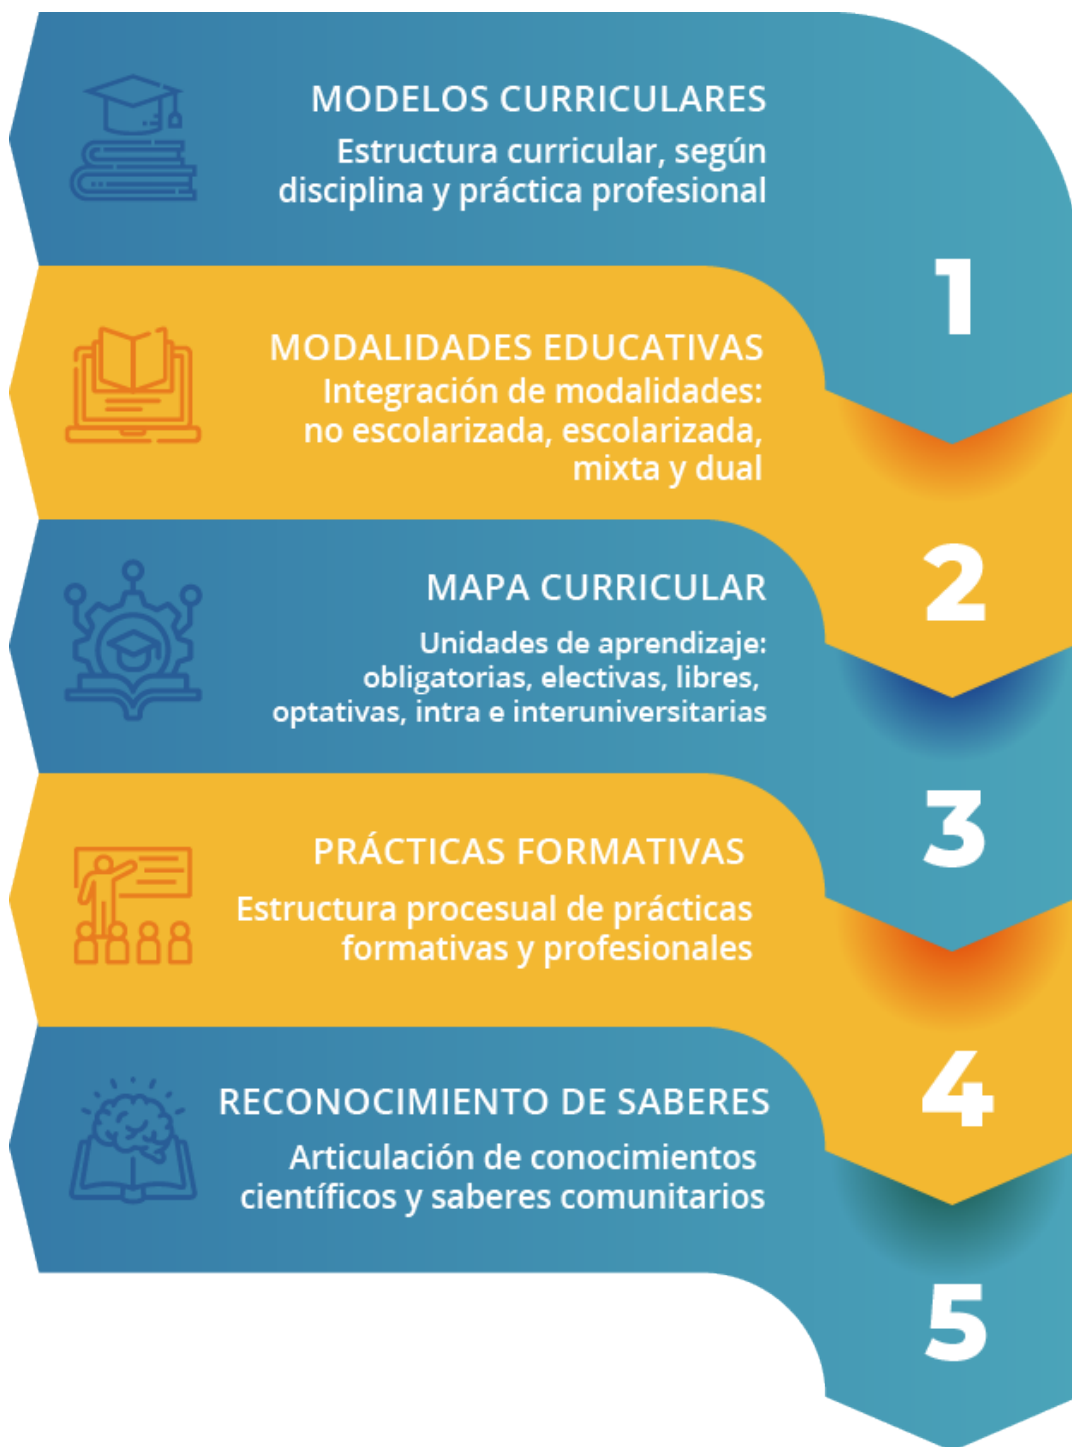 MODELOS CURRICULARES
Estructura curricular, según
disciplina y práctica profesional
1
MODALIDADES EDUCATIVAS
Integración de modalidades:
no escolarizada, escolarizada,
mixta y dual
2
MAPA CURRICULAR
Unidades de aprendizaje:
obligatorias, electivas, libres,
optativas, intra e interuniversitarias
3
PRÁCTICAS FORMATIVAS
Estructura procesual de prácticas
formativas y profesionales
4
RECONOCIMIENTO DE SABERES
Articulación de conocimientos
científicos y saberes comunitarios
5